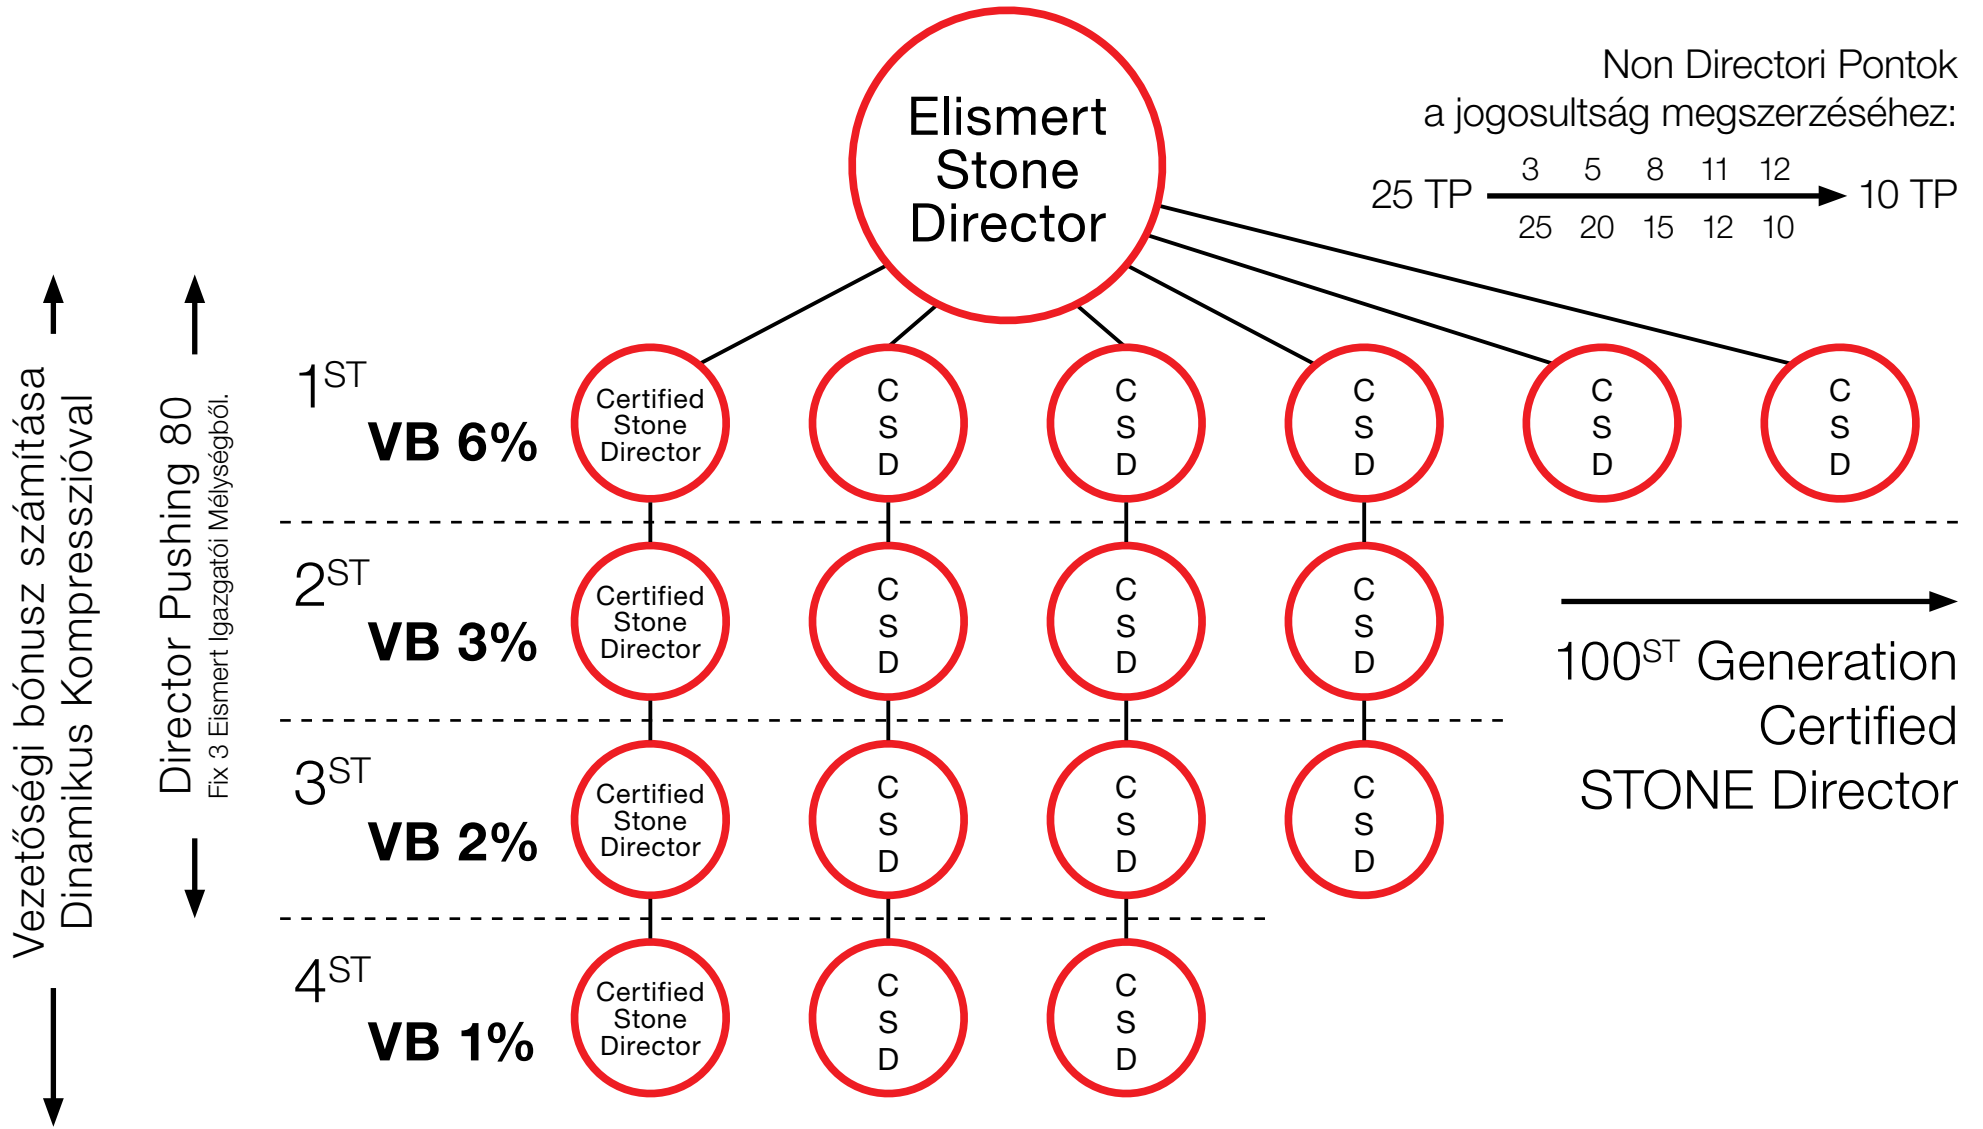 Elismert
Stone
Director
Non Directori Pontok
a jogosultság megszerzéséhez:
3 5 8 11 12
25 TP 10 TP
25 20 15 12 10
Vezetőségi bónusz számítása
Dinamikus Kompresszióval
Director Pushing 80
Fix 3 Eismert Igazgatói Mélységből.
1ST
VB 6%
Certified
Stone
Director
C
S
D
C
S
D
C
S
D
C
S
D
C
S
D
2ST
VB 3%
Certified
Stone
Director
C
S
D
C
S
D
C
S
D
100ST Generation
Certified
STONE Director
3ST
VB 2%
Certified
Stone
Director
C
S
D
C
S
D
C
S
D
4ST
VB 1%
Certified
Stone
Director
C
S
D
C
S
D